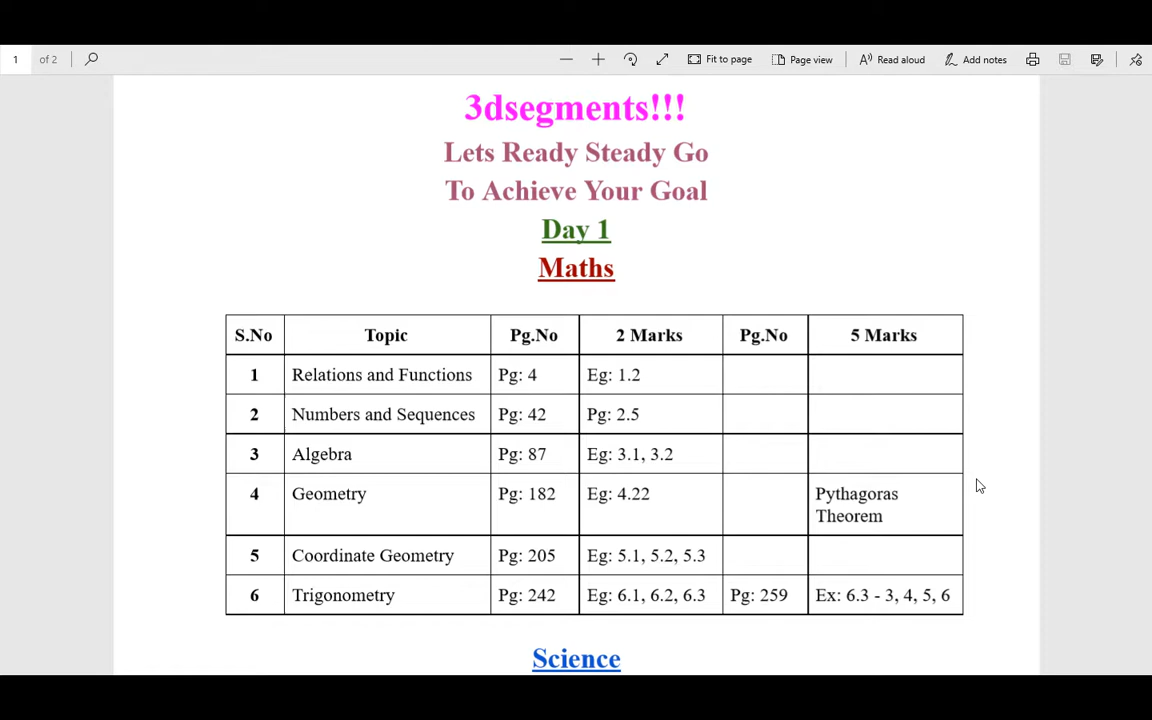 1 of 2 Fit to page Page view Read aloud Add notes
3dsegments!!!
Lets Ready Steady Go
To Achieve Your Goal
Day 1
Maths
S.No Topic Pg.No 2 Marks Pg.No 5 Marks
1 Relations and Functions Pg: 4 Eg: 1.2
2 Numbers and Sequences Pg: 42 Pg: 2.5
3 Algebra Pg: 87 Eg: 3.1, 3.2
4 Geometry Pg: 182 Eg: 4.22 Pythagoras
Theorem
5 Coordinate Geometry Pg: 205 Eg: 5.1, 5.2, 5.3
6 Trigonometry Pg: 242 Eg: 6.1, 6.2, 6.3 Pg: 259 Ex: 6.3 - 3, 4, 5, 6
Science